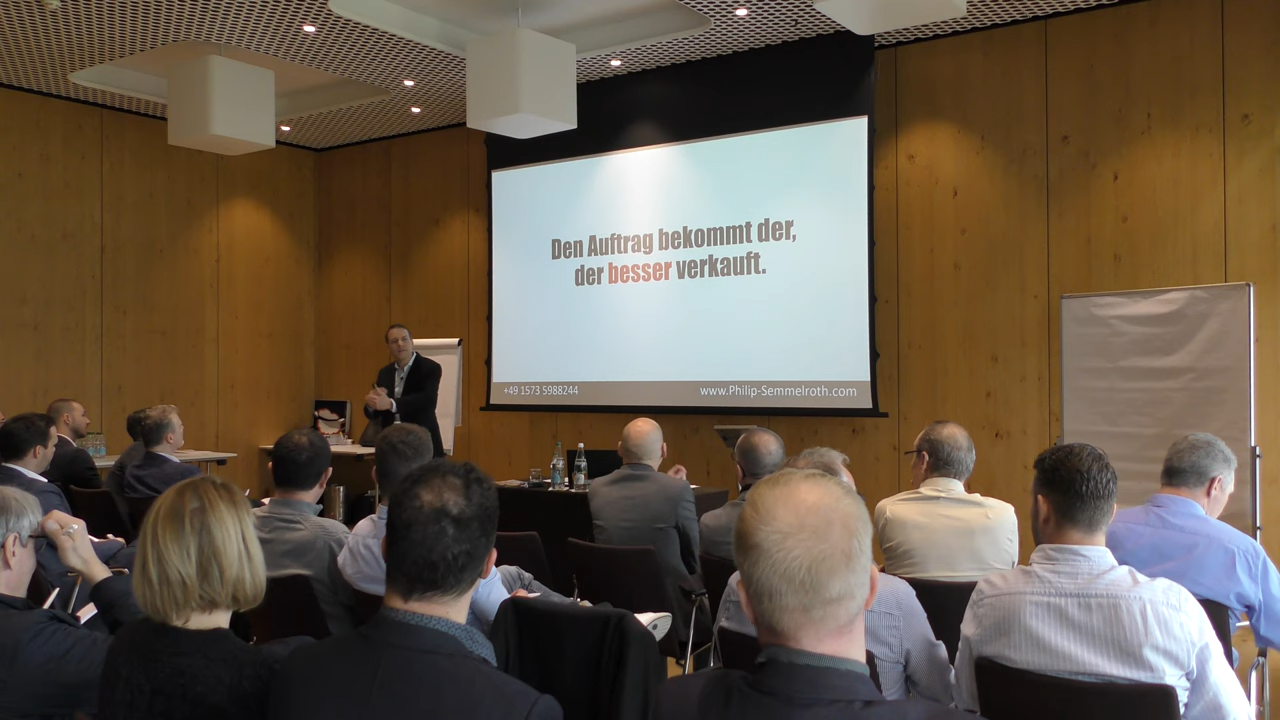 Den Auftrag bekommt der,
der besser verkauft.
+49 1573 5988244
www.Philip-Semmelroth.com